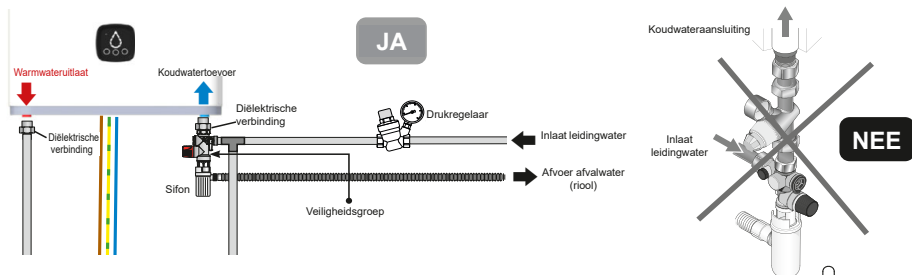 JA
Warmwateruitlaat
Koudwatertoevoer
Diëlektrische
verbinding
Diëlektrische
verbinding
Drukregelaar
Inlaat leidingwater
Afvoer afvalwater
(riool)
Sifon
Veiligheidsgroep
Koudwateraansluiting
Inlaat
leidingwater
NEE